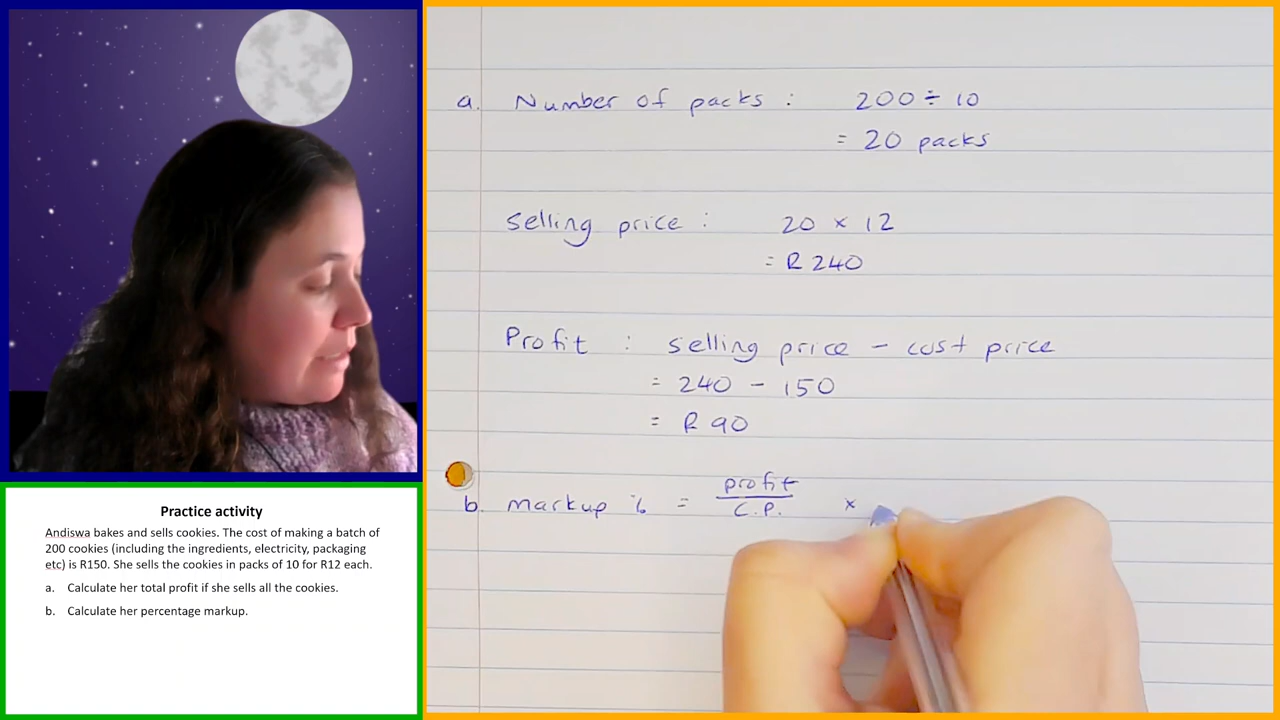 Practice activity
Andiswa bakes and sells cookies. The cost of making a batch of
200 cookies (including the ingredients, electricity, packaging
etc) is R150. She sells the cookies in packs of 10 for R12 each.
a. Calculate her total profit if she sells all the cookies.
b. Calculate her percentage markup.
a. Number of packs : 200 ÷ 10
= 20 packs
selling price : 20 × 12
= R240
Profit : selling price - cost price
= 240 - 150
= R90
b. markup % = profit
C.P. ×